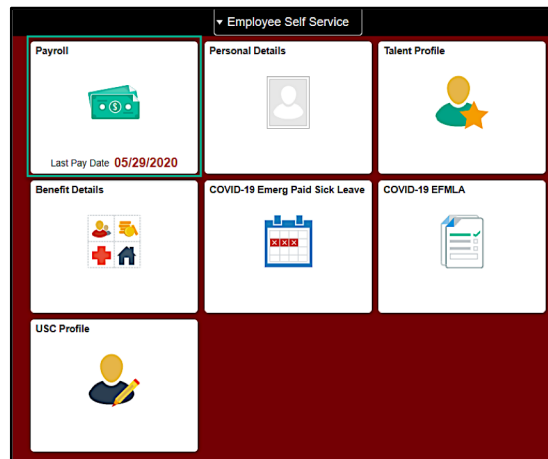 ▾ Employee Self Service
Payroll
Personal Details
Talent Profile
Last Pay Date 05/29/2020
Benefit Details
COVID-19 Emerg Paid Sick Leave
COVID-19 EFMLA
USC Profile